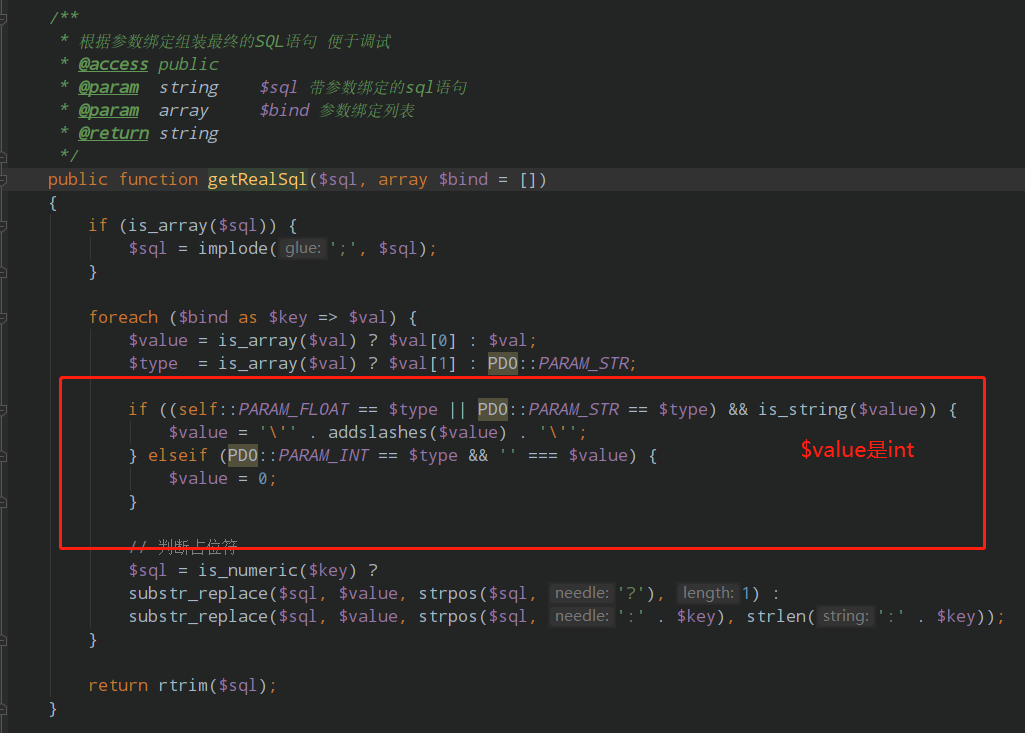 /**
 * 根据参数绑定组装最终的SQL语句 便于调试
 * @access public
 * @param  string    $sql 带参数绑定的sql语句
 * @param  array     $bind 参数绑定列表
 * @return string
 */
public function getRealSql($sql, array $bind = [])
{
    if (is_array($sql)) {
        $sql = implode( glue: ';', $sql);
    }
    foreach ($bind as $key => $val) {
        $value = is_array($val) ? $val[0] : $val;
        $type  = is_array($val) ? $val[1] : PDO::PARAM_STR;
        if ((self::PARAM_FLOAT == $type || PDO::PARAM_STR == $type) && is_string($value)) {
            $value = '\'' . addslashes($value) . '\'';
        } elseif (PDO::PARAM_INT == $type && '' === $value) {
$value是int
            $value = 0;
        }
        // 判断占位符
        $sql = is_numeric($key) ?
        substr_replace($sql, $value, strpos($sql, needle: '?'), length: 1) :
        substr_replace($sql, $value, strpos($sql, needle: ':' . $key), strlen( string: ':' . $key));
    }
    return rtrim($sql);
}